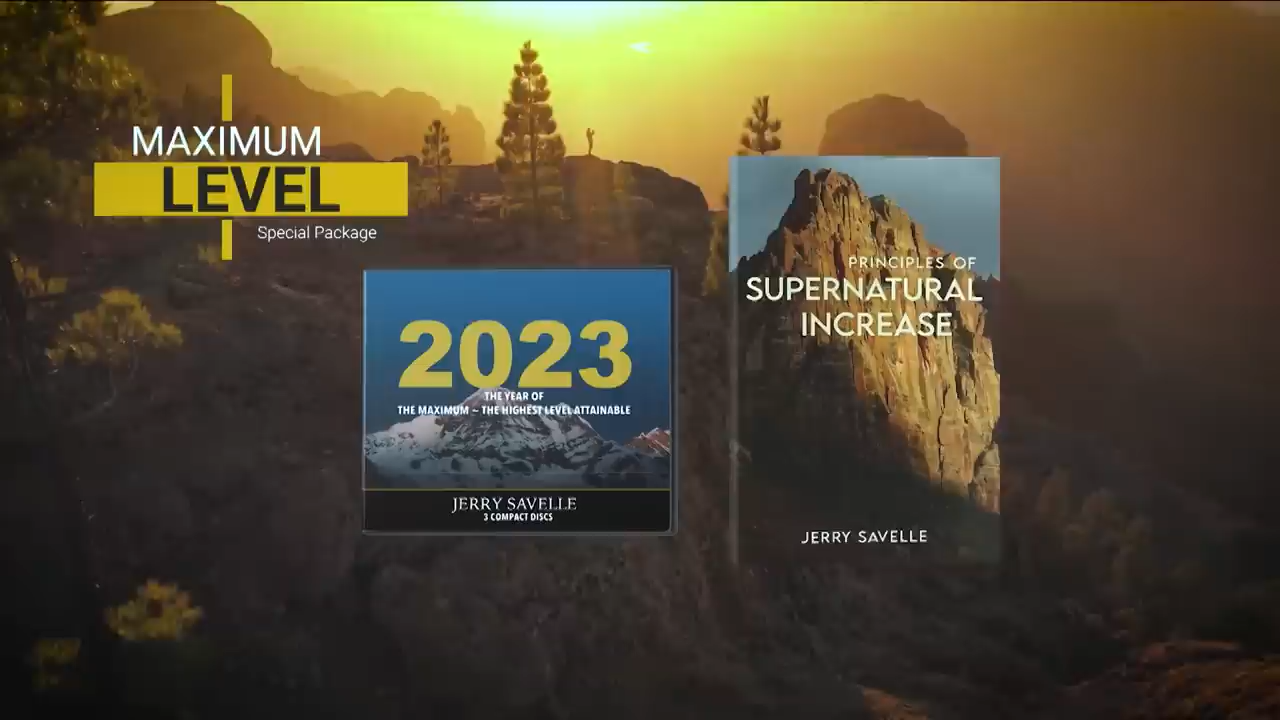 MAXIMUM
LEVEL
Special Package
2023
THE YEAR OF
THE MAXIMUM ~ THE HIGHEST LEVEL ATTAINABLE
JERRY SAVELLE
3 COMPACT DISCS
PRINCIPLES OF
SUPERNATURAL
INCREASE
JERRY SAVELLE